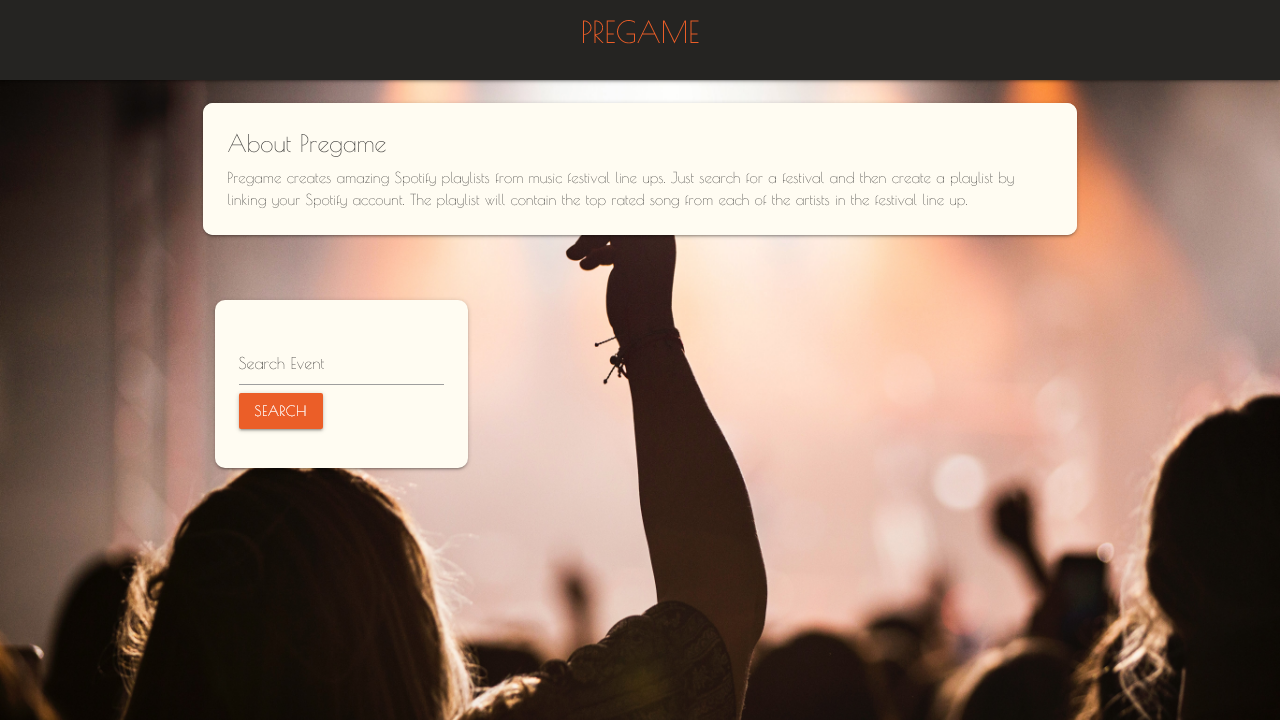 PREGAME
About Pregame
Pregame creates amazing Spotify playlists from music festival line ups. Just search for a festival and then create a playlist by
linking your Spotify account. The playlist will contain the top rated song from each of the artists in the festival line up.
Search Event
SEARCH